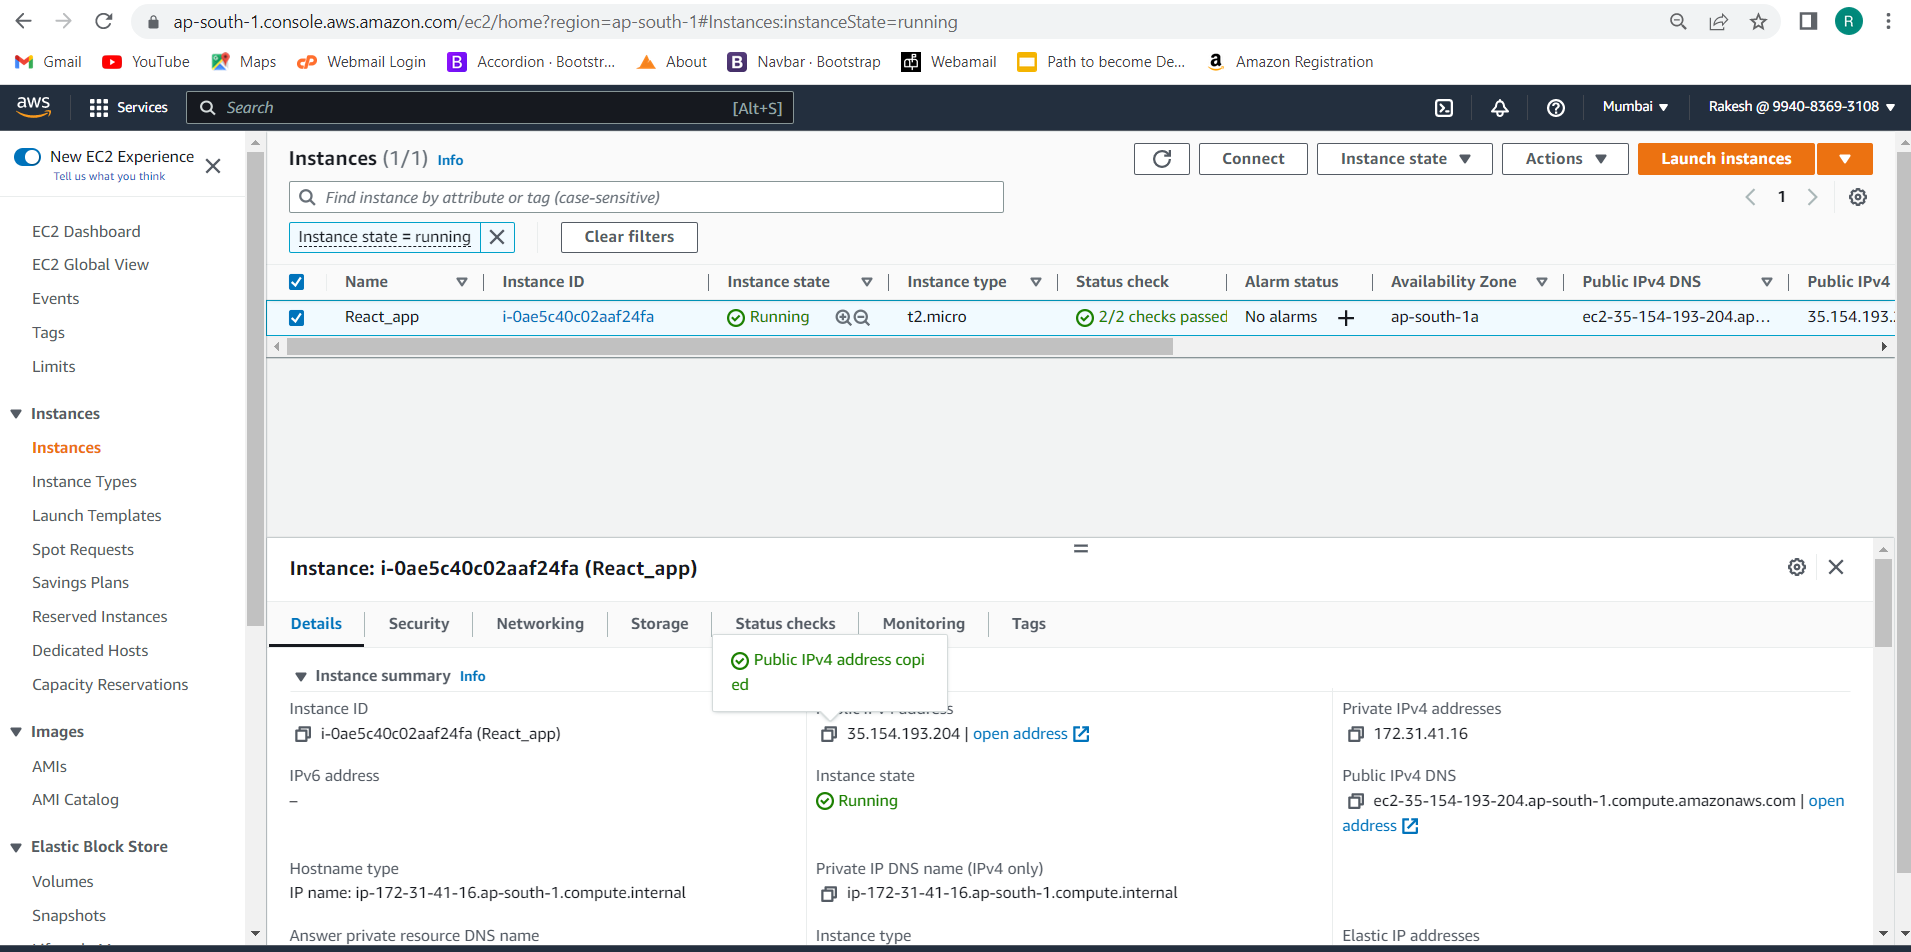 ap-south-1.console.aws.amazon.com/ec2/home?region=ap-south-1#Instances:instanceState=running
R
Gmail
YouTube
Maps
Webmail Login
B
Accordion · Bootstr...
About
B
Navbar · Bootstrap
Webamail
Path to become De...
a
Amazon Registration
aws
Services
Search
[Alt+S]
Mumbai
Rakesh @ 9940-8369-3108
New EC2 Experience
Tell us what you think
EC2 Dashboard
EC2 Global View
Events
Tags
Limits
Instances
Instances
Instance Types
Launch Templates
Spot Requests
Savings Plans
Reserved Instances
Dedicated Hosts
Capacity Reservations
Images
AMIs
AMI Catalog
Elastic Block Store
Volumes
Snapshots
Instances (1/1) Info
Connect
Instance state
Actions
Launch instances
Find instance by attribute or tag (case-sensitive)
1
Instance state = running
Clear filters
Name
Instance ID
Instance state
Instance type
Status check
Alarm status
Availability Zone
Public IPv4 DNS
Public IPv4
React_app
i-0ae5c40c02aaf24fa
Running
t2.micro
2/2 checks passed
No alarms
ap-south-1a
ec2-35-154-193-204.ap...
35.154.193.
Instance: i-0ae5c40c02aaf24fa (React_app)
Details
Security
Networking
Storage
Status checks
Monitoring
Tags
Public IPv4 address copi
ed
Instance summary Info
Instance ID
i-0ae5c40c02aaf24fa (React_app)
35.154.193.204 | open address
Private IPv4 addresses
172.31.41.16
IPv6 address
–
Instance state
Running
Public IPv4 DNS
ec2-35-154-193-204.ap-south-1.compute.amazonaws.com | open
address
Hostname type
IP name: ip-172-31-41-16.ap-south-1.compute.internal
Private IP DNS name (IPv4 only)
ip-172-31-41-16.ap-south-1.compute.internal
Answer private resource DNS name
Instance type
Elastic IP addresses